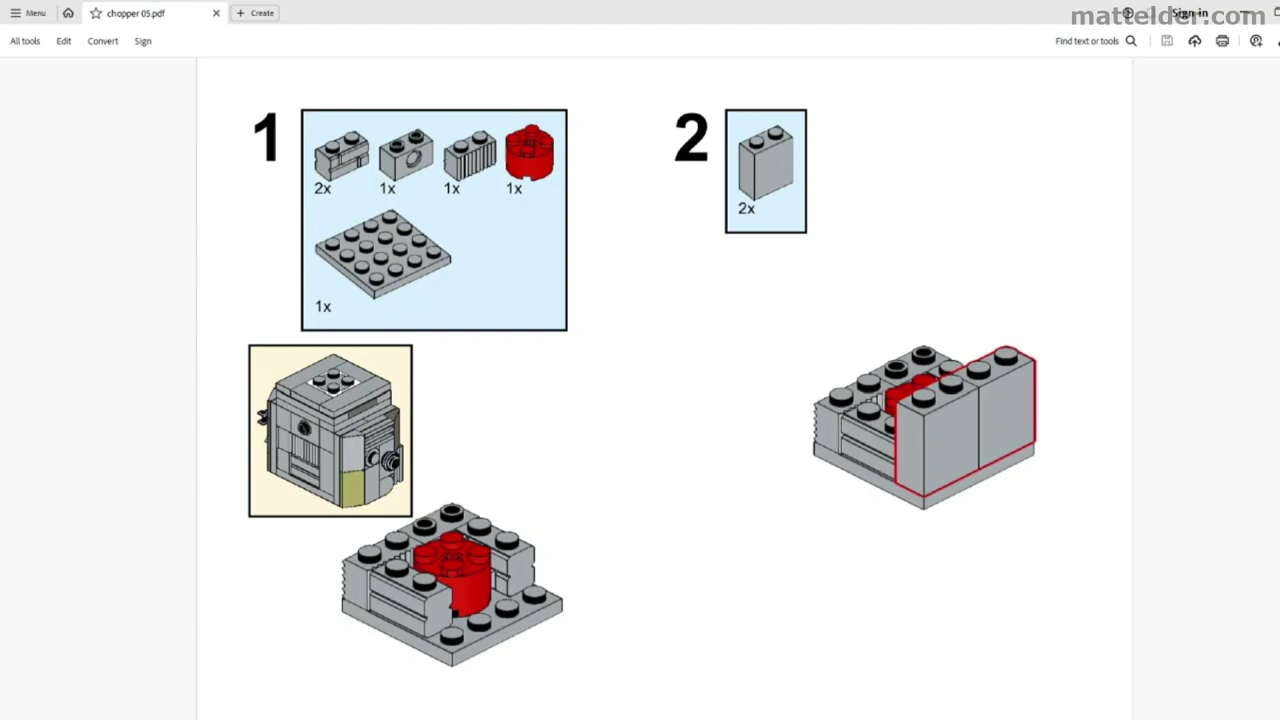 Menu
chopper 05.pdf
Create
Sign in
mattelder.com
All tools
Edit
Convert
Sign
Find text or tools
1
2x
1x
1x
1x
1x
2
2x